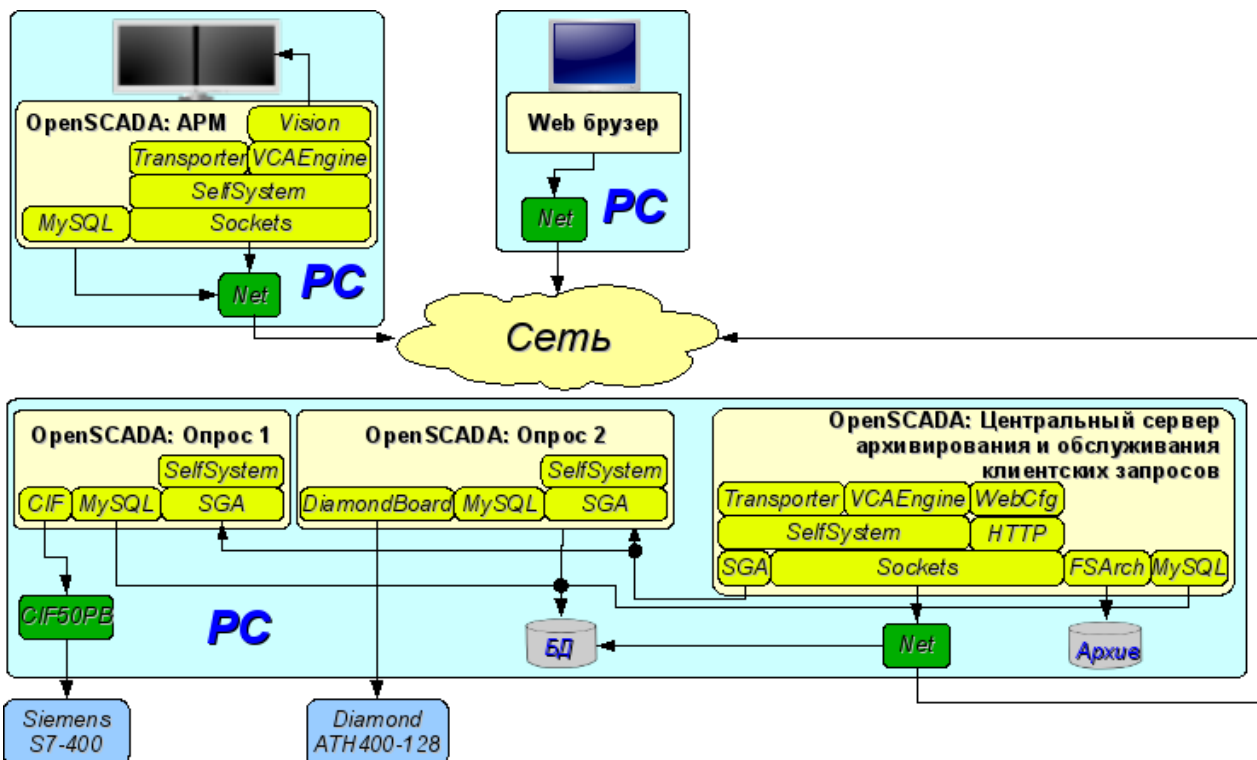 OpenSCADA: АРМ
Vision
Transporter
VCAEngine
SelfSystem
MySQL
Sockets
Net
PC
Web брузер
Net
PC
Сеть
OpenSCADA: Опрос 1
SelfSystem
CIF
MySQL
SGA
OpenSCADA: Опрос 2
SelfSystem
DiamondBoard
MySQL
SGA
OpenSCADA: Центральный сервер
архивирования и обслуживания
клиентских запросов
Transporter
VCAEngine
WebCfg
SelfSystem
HTTP
SGA
Sockets
FSArch
MySQL
CIF50PB
PC
БД
Net
Архив
Siemens
S7-400
Diamond
ATH400-128